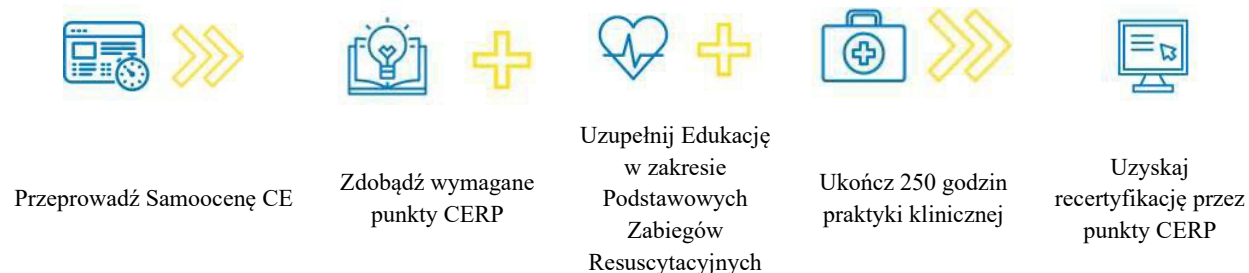 Przeprowadź Samoocenę CE
Zdobądź wymagane
punkty CERP
Uzupełnij Edukację
w zakresie
Podstawowych
Zabiegów
Resuscytacyjnych
Ukończ 250 godzin
praktyki klinicznej
Uzyskaj
recertyfikację przez
punkty CERP